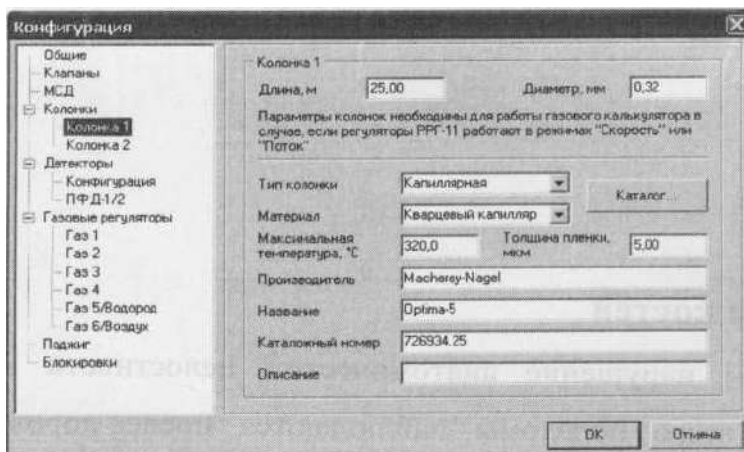 Конфигурация
Общие
Клапаны
МСД
Колонки
Колонка 1
Колонка 2
Детекторы
Конфигурация
ПФД-1/2
Газовые регуляторы
Газ 1
Газ 2
Газ 3
Газ 4
Газ 5/Водород
Газ 6/Воздух
Поджиг
Блокировки
Колонка 1
Длина, м 25,00 Диаметр, мм 0,32
Параметры колонок необходимы для работы газового калькулятора в
случае, если регуляторы РРГ-11 работают в режимах "Скорость" или
"Поток"
Тип колонки Капиллярная Каталог...
Материал Кварцевый капилляр
Максимальная температура, °С 320,0 Толщина пленки, мкм 5,00
Производитель Macherey-Nagel
Название Optima-5
Каталожный номер 726934.25
Описание
OK Отмена